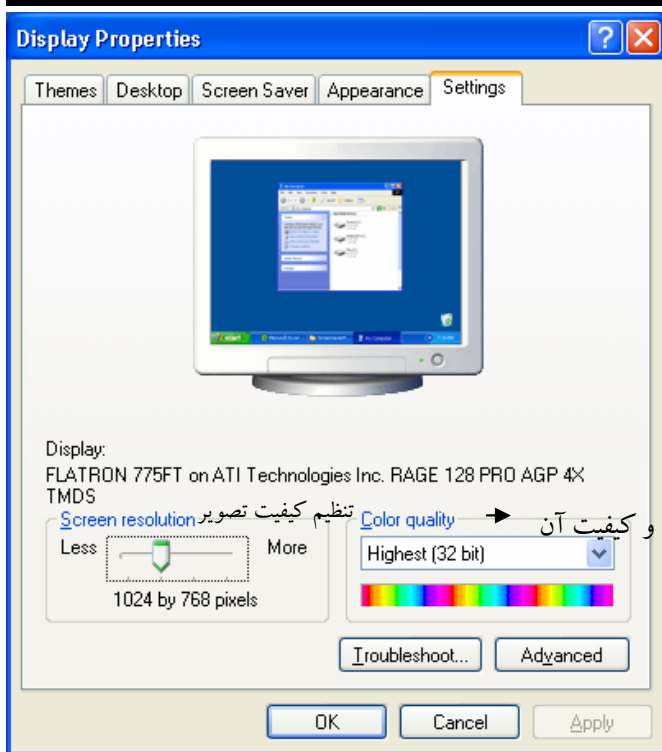 Display Properties
Themes Desktop Screen Saver Appearance Settings
Display:
FLATRON 775FT on ATI Technologies Inc. RAGE 128 PRO AGP 4X
TMDS
Screen resolution تنظیم کیفیت تصویر
Less More
1024 by 768 pixels
Color quality و کیفیت آن
Highest (32 bit)
Troubleshoot... Advanced
OK Cancel Apply